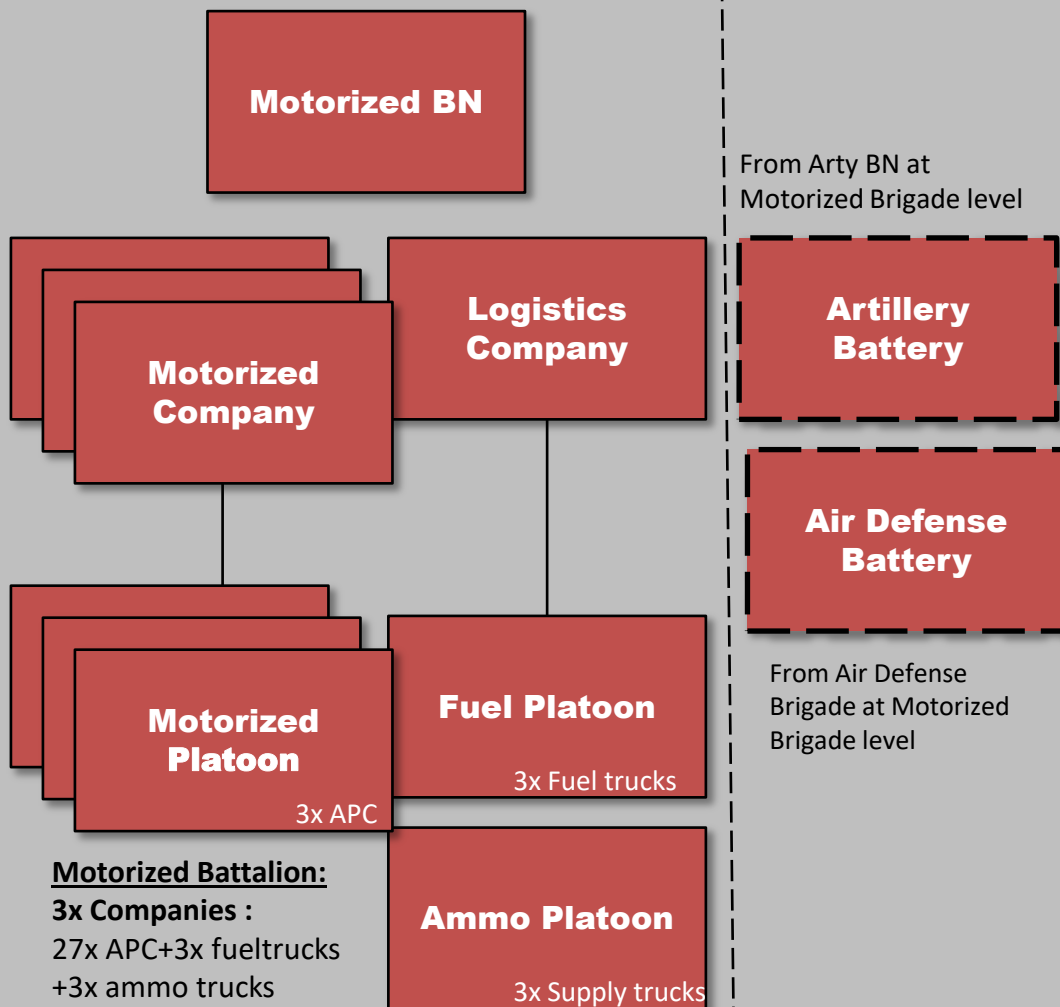 Motorized BN
From Arty BN at
Motorized Brigade level
Motorized
Company
Logistics
Company
Artillery
Battery
Air Defense
Battery
From Air Defense
Brigade at Motorized
Brigade level
Motorized
Platoon
3x APC
Fuel Platoon
3x Fuel trucks
Ammo Platoon
3x Supply trucks
Motorized Battalion:
3x Companies :
27x APC+3x fueltrucks
+3x ammo trucks